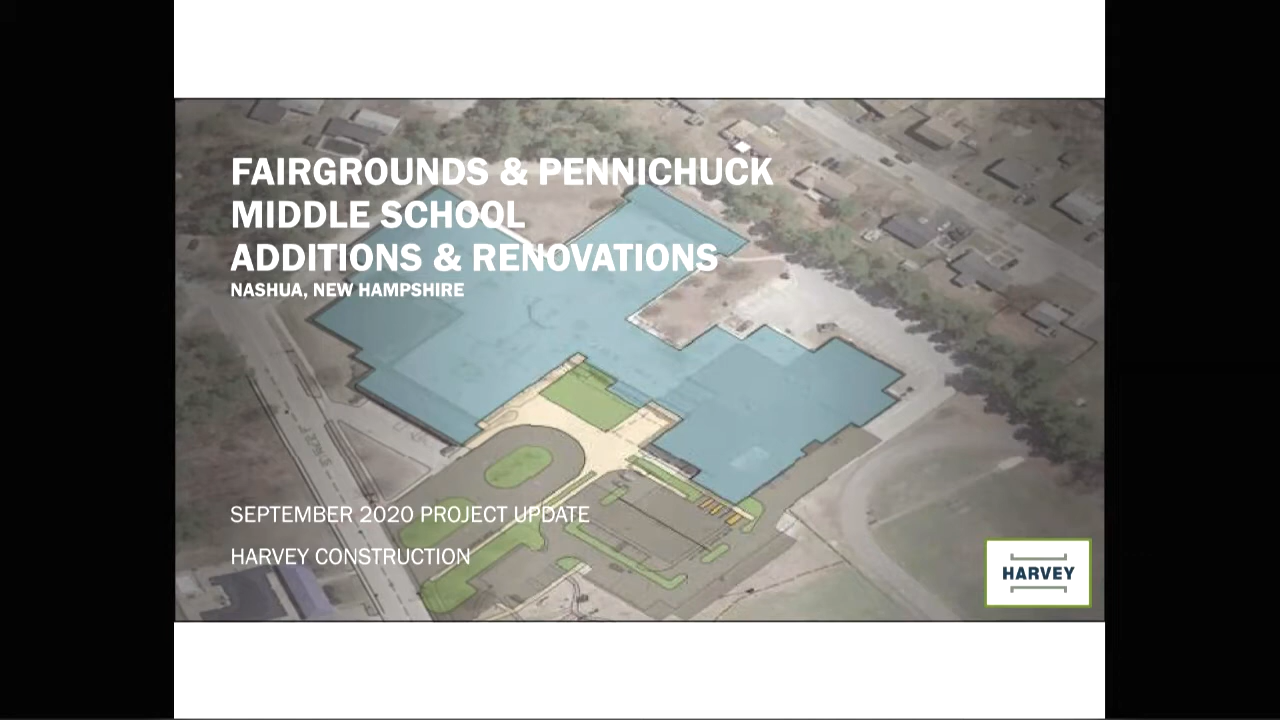 FAIRGROUNDS & PENNICHUCK
MIDDLE SCHOOL
ADDITIONS & RENOVATIONS
NASHUA, NEW HAMPSHIRE
SEPTEMBER 2020 PROJECT UPDATE
HARVEY CONSTRUCTION
HARVEY